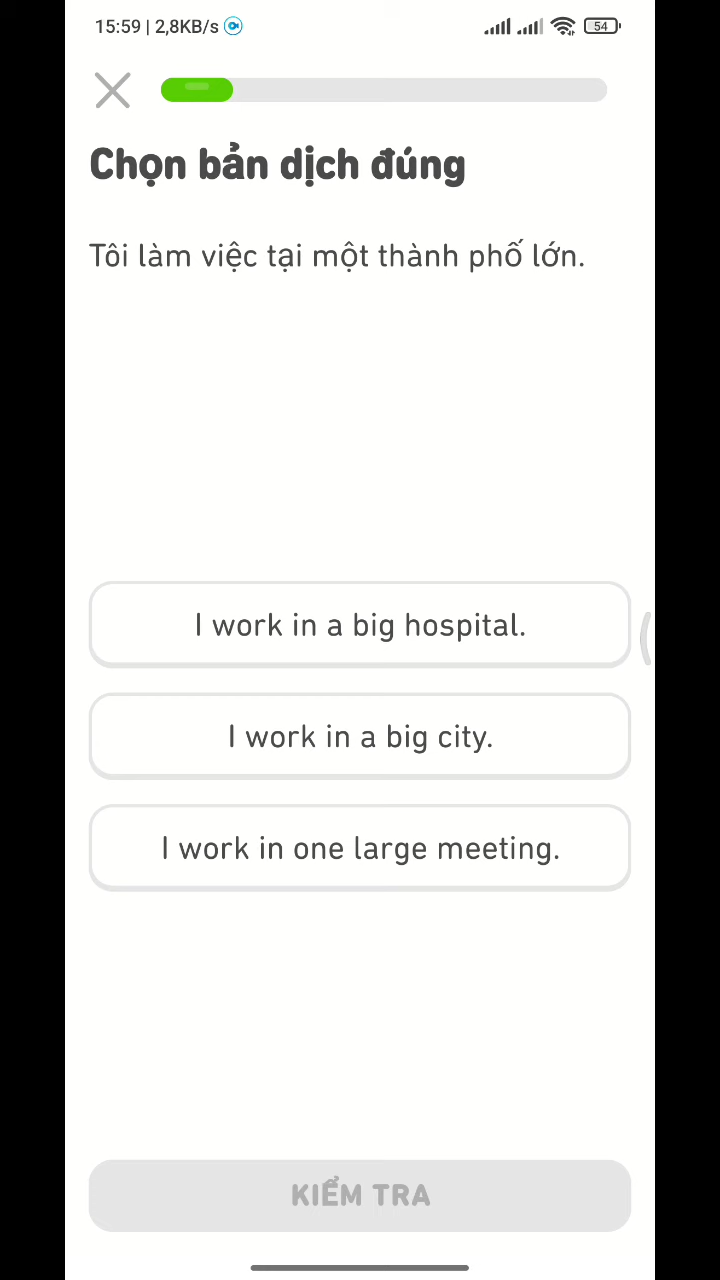 15:59 | 2,8KB/s 54
Chọn bản dịch đúng
Tôi làm việc tại một thành phố lớn.
I work in a big hospital.
I work in a big city.
I work in one large meeting.
KIỂM TRA